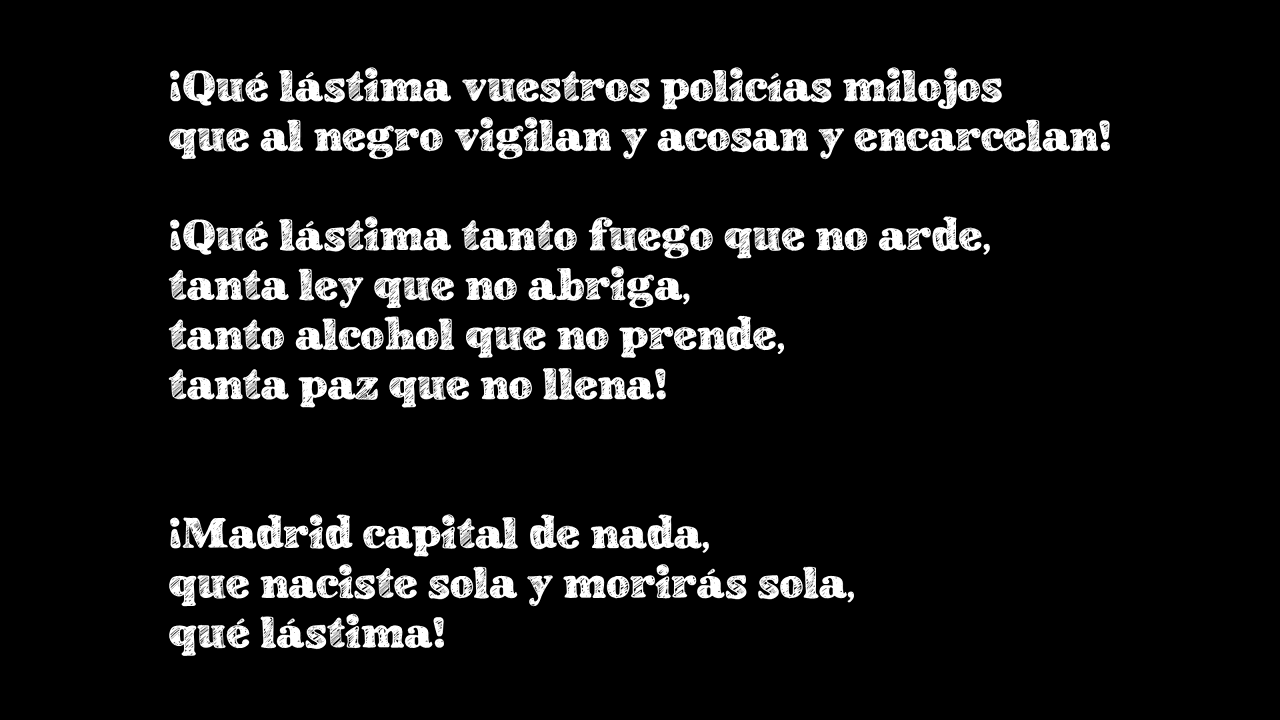 ¡Qué lástima vuestros policías milojos
que al negro vigilan y acosan y encarcelan!
¡Qué lástima tanto fuego que no arde,
tanta ley que no abriga,
tanto alcohol que no prende,
tanta paz que no llena!
¡Madrid capital de nada,
que naciste sola y morirás sola,
qué lástima!